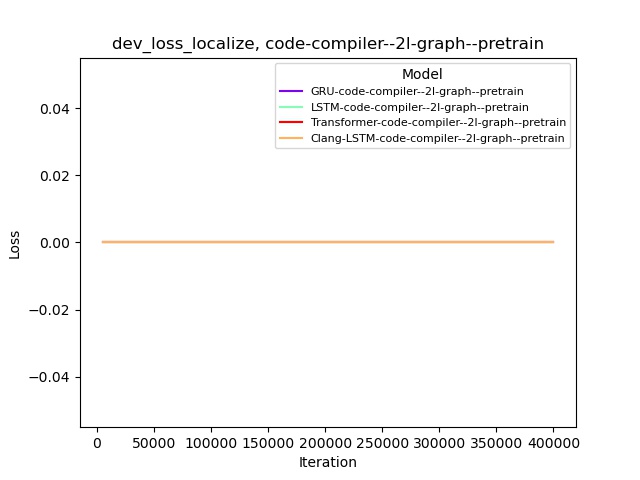 dev_loss_localize, code-compiler--2l-graph--pretrain
Model
GRU-code-compiler--2l-graph--pretrain
LSTM-code-compiler--2l-graph--pretrain
Transformer-code-compiler--2l-graph--pretrain
Clang-LSTM-code-compiler--2l-graph--pretrain
Loss
0.04
0.02
0.00
−0.02
−0.04
0 50000 100000 150000 200000 250000 300000 350000 400000
Iteration